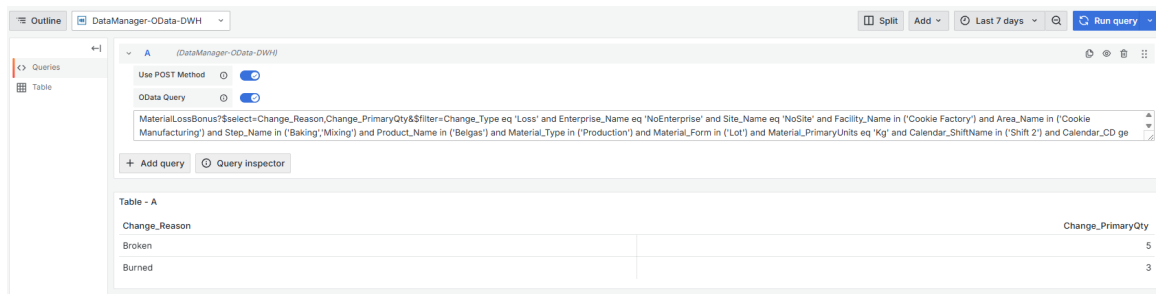 Outline
DataManager-OData-DWH
Split
Add
Last 7 days
Run query
Queries
Table
A (DataManager-OData-DWH)
Use POST Method
OData Query
MaterialLossBonus?$select=Change_Reason,Change_PrimaryQty&$filter=Change_Type eq 'Loss' and Enterprise_Name eq 'NoEnterprise' and Site_Name eq 'NoSite' and Facility_Name in ('Cookie Factory') and Area_Name in ('Cookie
Manufacturing') and Step_Name in ('Baking','Mixing') and Product_Name in ('Belgas') and Material_Type in ('Production') and Material_Form in ('Lot') and Material_PrimaryUnits eq 'Kg' and Calendar_ShiftName in ('Shift 2') and Calendar_CD ge
+ Add query
Query inspector
Table - A
Change_Reason Change_PrimaryQty
Broken 5
Burned 3